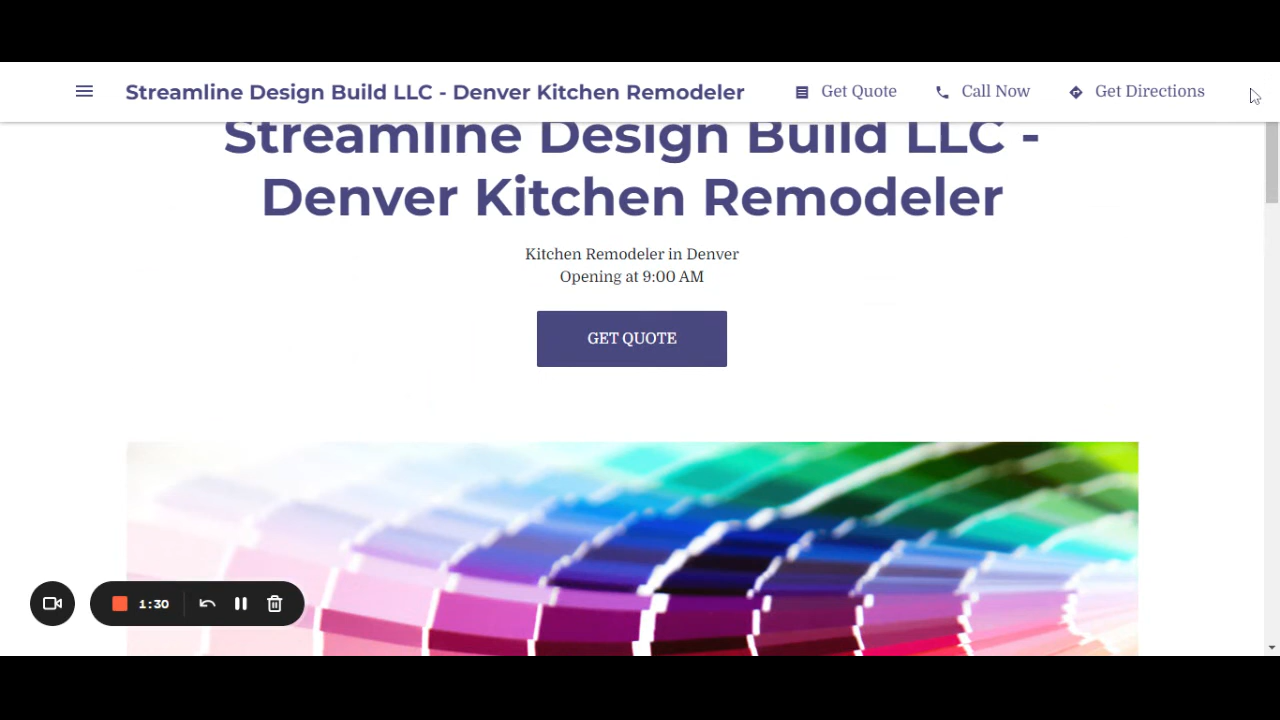 Streamline Design Build LLC - Denver Kitchen Remodeler
Get Quote
Call Now
Get Directions
Streamline Design Build LLC -
Denver Kitchen Remodeler
Kitchen Remodeler in Denver
Opening at 9:00 AM
GET QUOTE
1:30